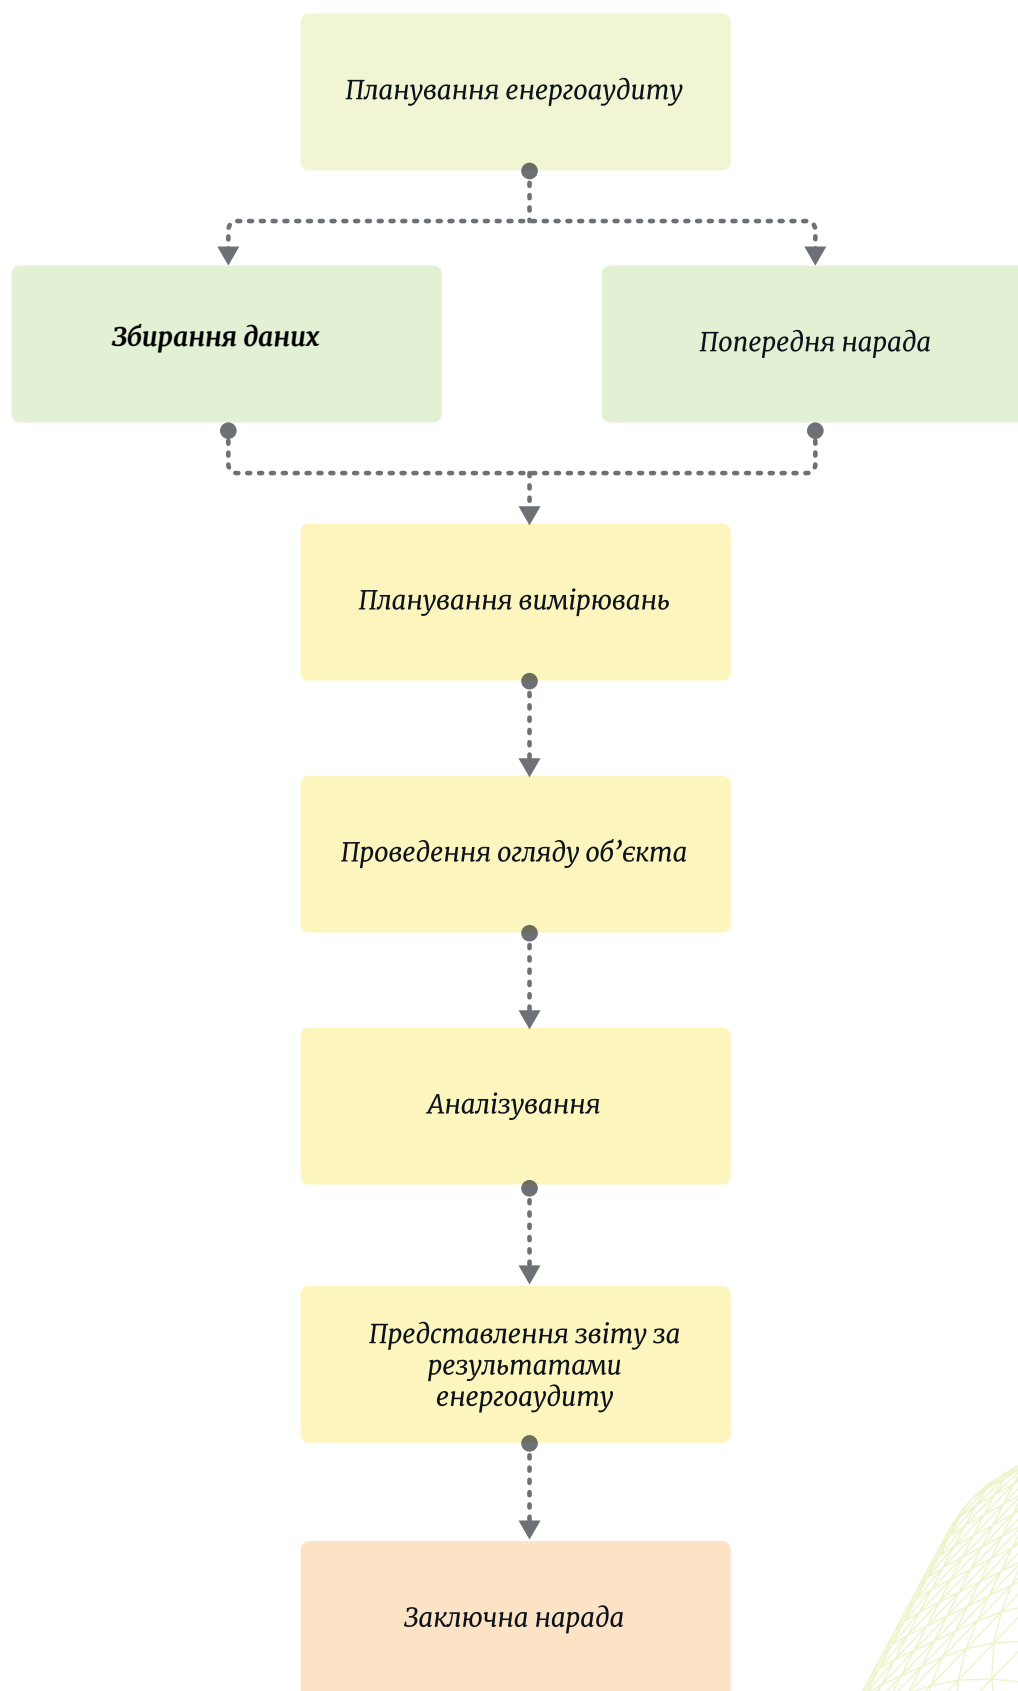 Планування енергоаудиту
Збирання даних
Попередня нарада
Планування вимірювань
Проведення огляду об’єкта
Аналізування
Представлення звіту за
результатами
енергоаудиту
Заключна нарада